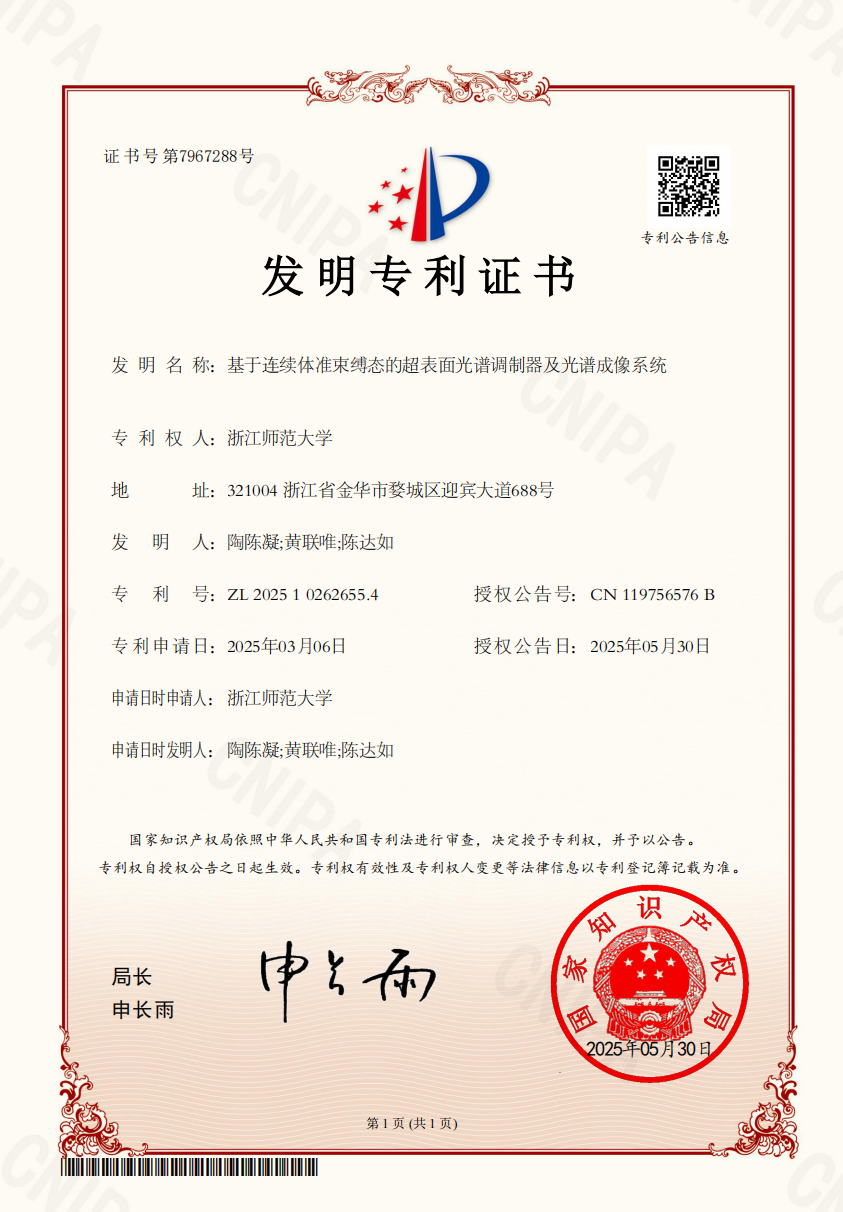 证书号第7967288号
专利公告信息
发明专利证书
发明名称：基于连续体准束缚态的超表面光谱调制器及光谱成像系统
专利权人：浙江师范大学
地址：321004 浙江省金华市婺城区迎宾大道688号
发明人：陶陈凝;黄联唯;陈达如
专利号：ZL 2025 1 0262655.4 授权公告号：CN 119756576 B
专利申请日：2025年03月06日 授权公告日：2025年05月30日
申请日时申请人：浙江师范大学
申请日时发明人：陶陈凝;黄联唯;陈达如
国家知识产权局依照中华人民共和国专利法进行审查，决定授予专利权，并予以公告。
专利权自授权公告之日起生效。专利权有效性及专利权人变更等法律信息以专利登记簿记载为准。
局长
申长雨
申长雨
国家知识产权局
2025年05月30日
第1页(共1页)
CNIPA
CNIPA
CNIPA
CNIPA
CNIPA